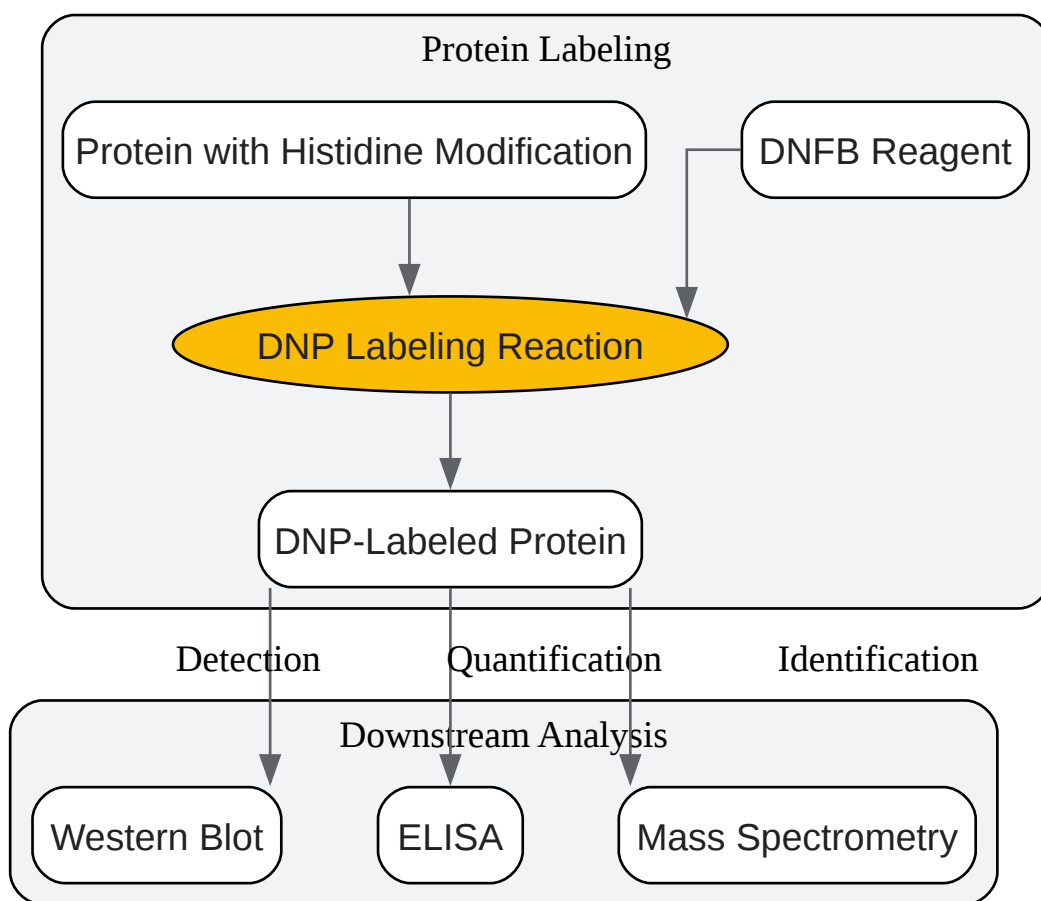 Protein Labeling
Protein with Histidine Modification
DNFB Reagent
DNP Labeling Reaction
DNP-Labeled Protein
Detection
Quantification
Identification
Downstream Analysis
Western Blot
ELISA
Mass Spectrometry